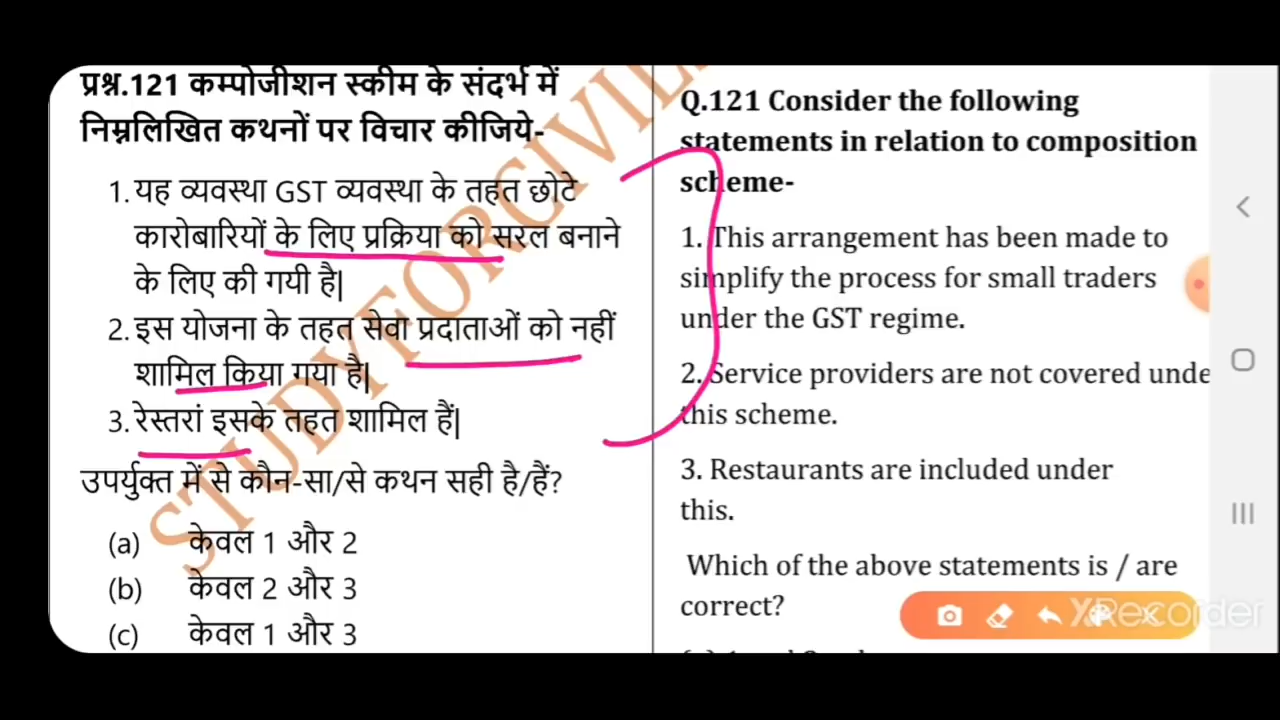 प्रश्न.121 कम्पोजीशन स्कीम के संदर्भ में
निम्नलिखित कथनों पर विचार कीजिये-
1. यह व्यवस्था GST व्यवस्था के तहत छोटे
कारोबारियों के लिए प्रक्रिया को सरल बनाने
के लिए की गयी है|
2. इस योजना के तहत सेवा प्रदाताओं को नहीं
शामिल किया गया है|
3. रेस्तरां इसके तहत शामिल हैं|
उपर्युक्त में से कौन-सा/से कथन सही है/हैं?
(a) केवल 1 और 2
(b) केवल 2 और 3
(c) केवल 1 और 3
Q.121 Consider the following
statements in relation to composition
scheme-
1. This arrangement has been made to
simplify the process for small traders
under the GST regime.
2. Service providers are not covered unde
this scheme.
3. Restaurants are included under
this.
Which of the above statements is / are
correct?
STUDYFORCIVIL
XRecorder